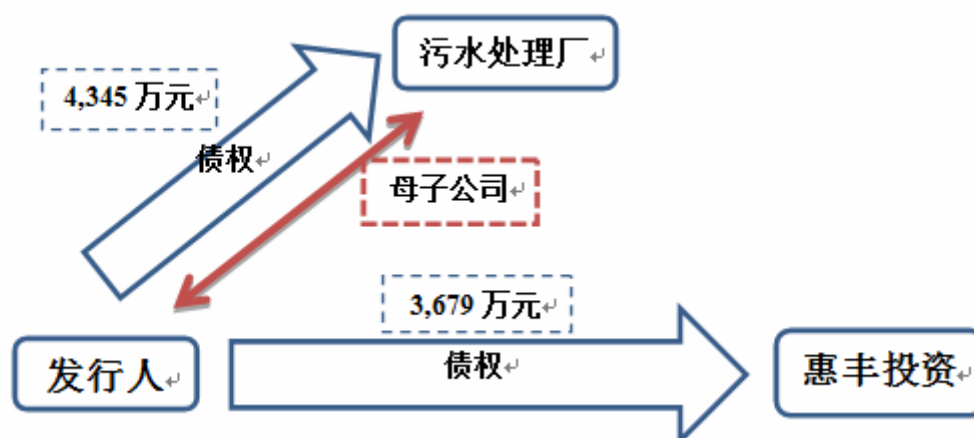 污水处理厂
4,345 万元
债权
母子公司
3,679 万元
发行人
债权
惠丰投资